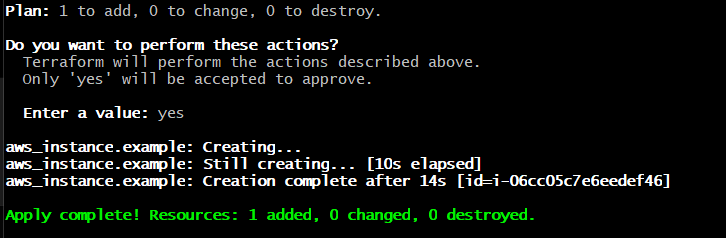 Plan: 1 to add, 0 to change, 0 to destroy.
Do you want to perform these actions?
Terraform will perform the actions described above.
Only 'yes' will be accepted to approve.
Enter a value: yes
aws_instance.example: Creating...
aws_instance.example: Still creating... [10s elapsed]
aws_instance.example: Creation complete after 14s [id=i-06cc05c7e6eedef46]
Apply complete! Resources: 1 added, 0 changed, 0 destroyed.